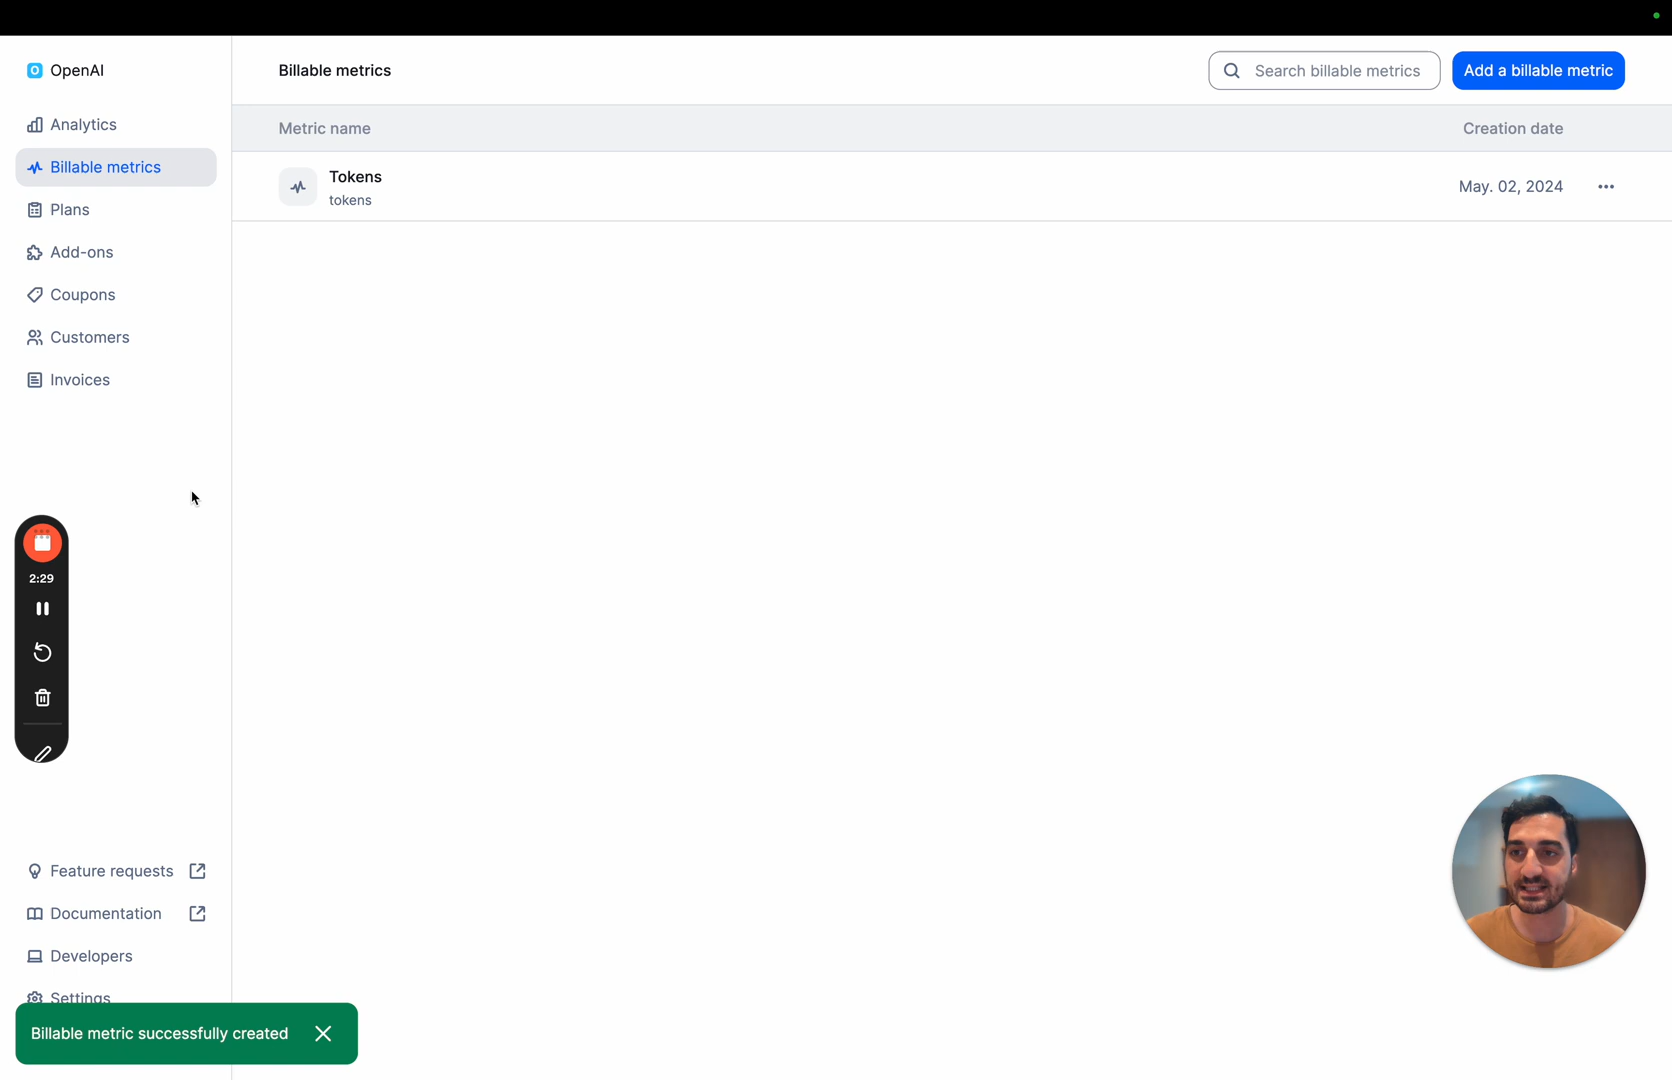 OpenAI
Billable metrics
Search billable metrics
Add a billable metric
Analytics
Billable metrics
Plans
Add-ons
Coupons
Customers
Invoices
Metric name
Creation date
Tokens
tokens
May. 02, 2024
2:29
Feature requests
Documentation
Developers
Settings
Billable metric successfully created